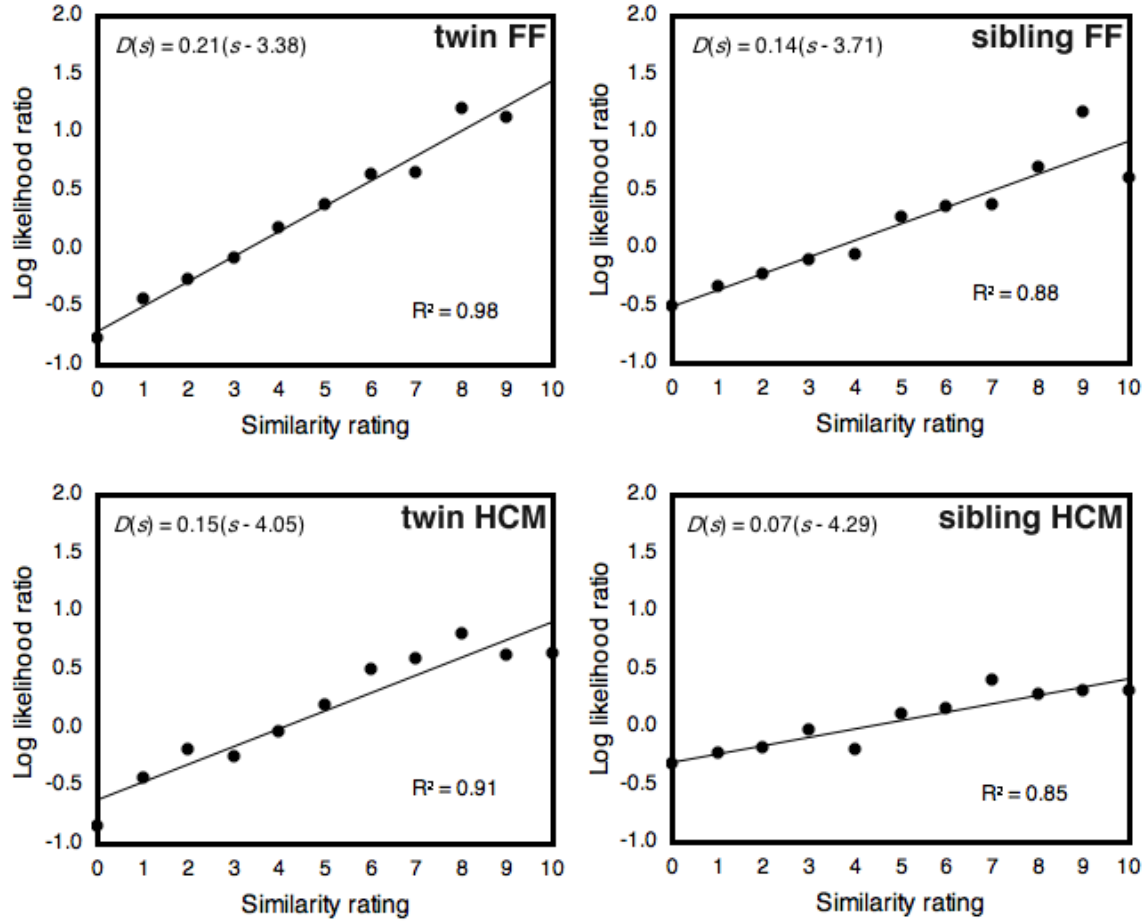 twin FF
D(s) = 0.21(s - 3.38)
R² = 0.98
Log likelihood ratio
2.0
1.5
1.0
0.5
0.0
-0.5
-1.0
0 1 2 3 4 5 6 7 8 9 10
Similarity rating
sibling FF
D(s) = 0.14(s - 3.71)
R² = 0.88
Log likelihood ratio
2.0
1.5
1.0
0.5
0.0
-0.5
-1.0
0 1 2 3 4 5 6 7 8 9 10
Similarity rating
twin HCM
D(s) = 0.15(s - 4.05)
R² = 0.91
Log likelihood ratio
2.0
1.5
1.0
0.5
0.0
-0.5
-1.0
0 1 2 3 4 5 6 7 8 9 10
Similarity rating
sibling HCM
D(s) = 0.07(s - 4.29)
R² = 0.85
Log likelihood ratio
2.0
1.5
1.0
0.5
0.0
-0.5
-1.0
0 1 2 3 4 5 6 7 8 9 10
Similarity rating